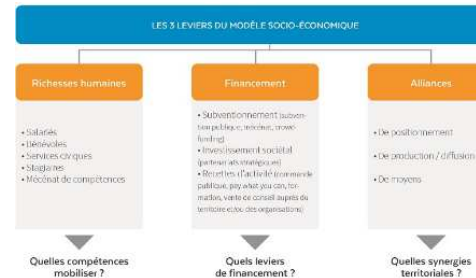 LES 3 LEVIERS DU MODÈLE SOCIO-ÉCONOMIQUE
Richesses humaines
• Salariés
• Bénévoles
• Services civiques
• Stagiaires
• Mécénat de compétences
Quelles compétences
mobiliser ?
Financement
• Subventionnement (subven-
tion publique, mécénat, crowd-
funding)
• Investissement sociétal
(partenariats stratégiques)
• Recettes d'activité (commande
publique, pay what you can, for-
mation, vente de conseil auprès du
territoire et/ou des organisations)
Quels leviers
de financement ?
Alliances
• De positionnement
• De production / diffusion
• De moyens
Quelles synergies
territoriales ?